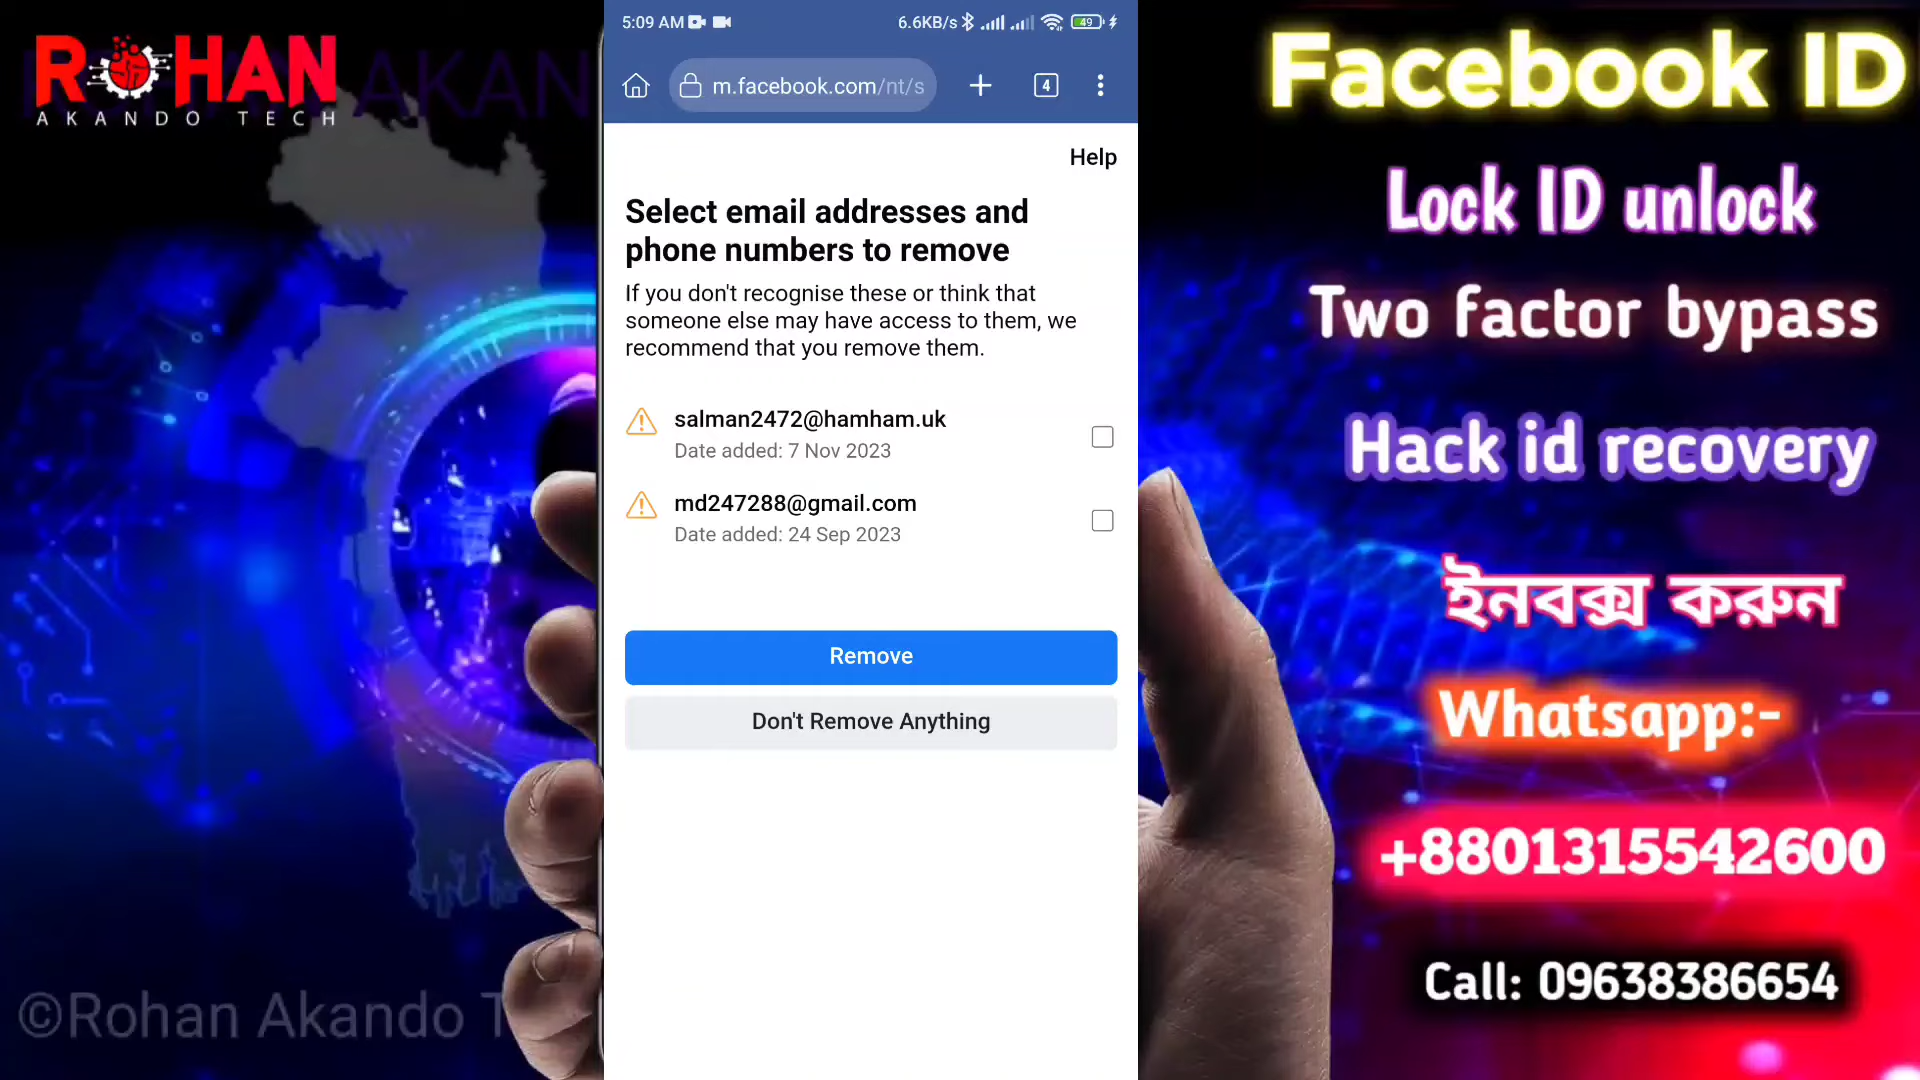 ROHAN
AKANDO TECH
AKAN
5:09 AM
6.6KB/s
49
m.facebook.com/nt/s
4
Help
Select email addresses and
phone numbers to remove
If you don't recognise these or think that
someone else may have access to them, we
recommend that you remove them.
salman2472@hamham.uk
Date added: 7 Nov 2023
md247288@gmail.com
Date added: 24 Sep 2023
Remove
Don't Remove Anything
Facebook ID
Lock ID unlock
Two factor bypass
Hack id recovery
ইনবক্স করুন
Whatsapp:-
+8801315542600
Call: 09638386654
©Rohan Akando T